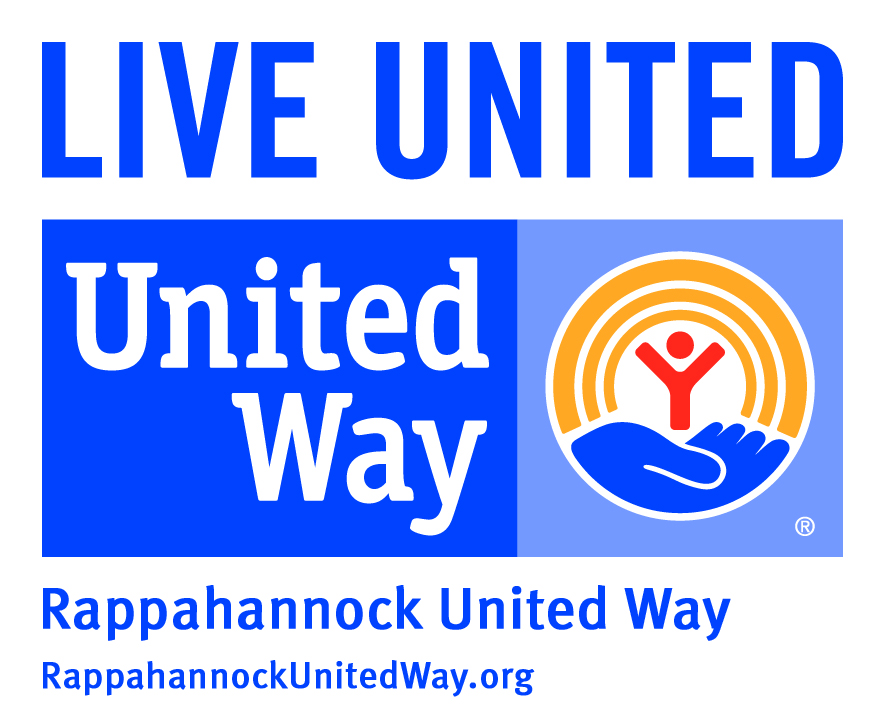 LIVE UNITED
United
Way
®
Rappahannock United Way
RappahannockUnitedWay.org